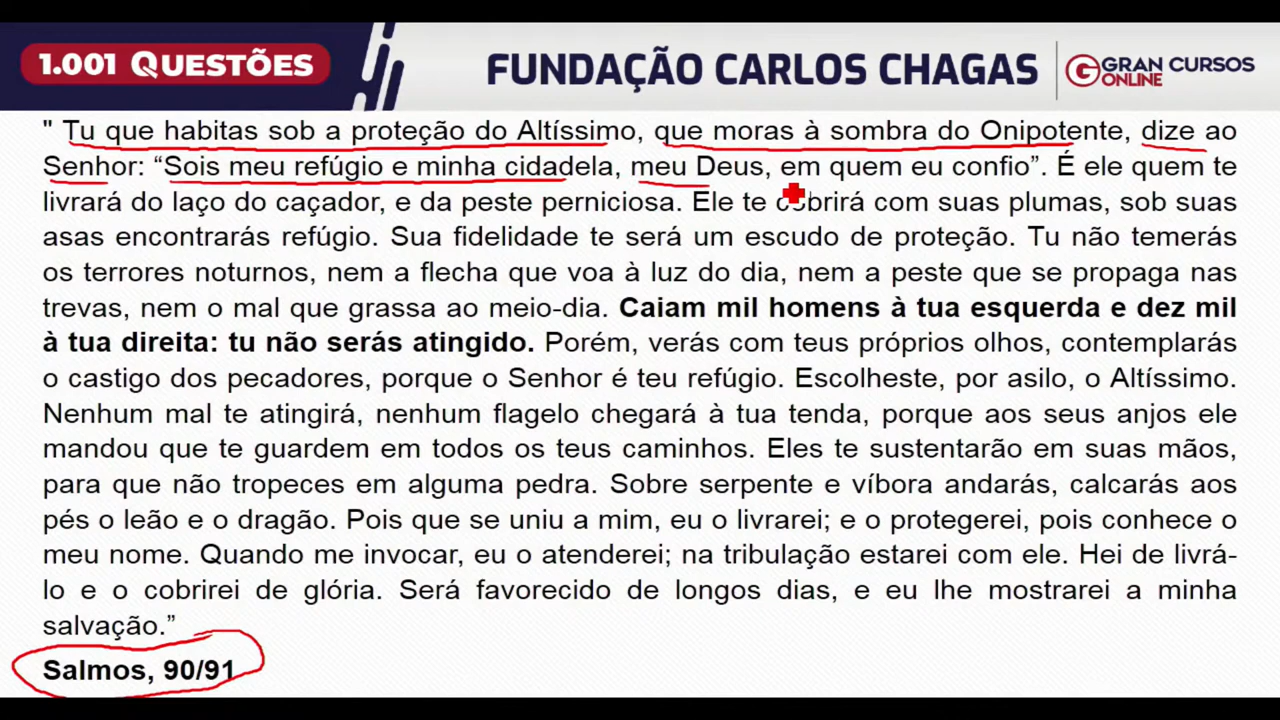 1.001 QUESTÕES
FUNDAÇÃO CARLOS CHAGAS
GRAN CURSOS
ONLINE
" Tu que habitas sob a proteção do Altíssimo, que moras à sombra do Onipotente, dize ao
Senhor: “Sois meu refúgio e minha cidadela, meu Deus, em quem eu confio”. É ele quem te
livrará do laço do caçador, e da peste perniciosa. Ele te cobrirá com suas plumas, sob suas
asas encontrarás refúgio. Sua fidelidade te será um escudo de proteção. Tu não temerás
os terrores noturnos, nem a flecha que voa à luz do dia, nem a peste que se propaga nas
trevas, nem o mal que grassa ao meio-dia. Caiam mil homens à tua esquerda e dez mil
à tua direita: tu não serás atingido. Porém, verás com teus próprios olhos, contemplarás
o castigo dos pecadores, porque o Senhor é teu refúgio. Escolheste, por asilo, o Altíssimo.
Nenhum mal te atingirá, nenhum flagelo chegará à tua tenda, porque aos seus anjos ele
mandou que te guardem em todos os teus caminhos. Eles te sustentarão em suas mãos,
para que não tropeces em alguma pedra. Sobre serpente e víbora andarás, calcarás aos
pés o leão e o dragão. Pois que se uniu a mim, eu o livrarei; e o protegerei, pois conhece o
meu nome. Quando me invocar, eu o atenderei; na tribulação estarei com ele. Hei de livrá-
lo e o cobrirei de glória. Será favorecido de longos dias, e eu lhe mostrarei a minha
salvação.”
Salmos, 90/91